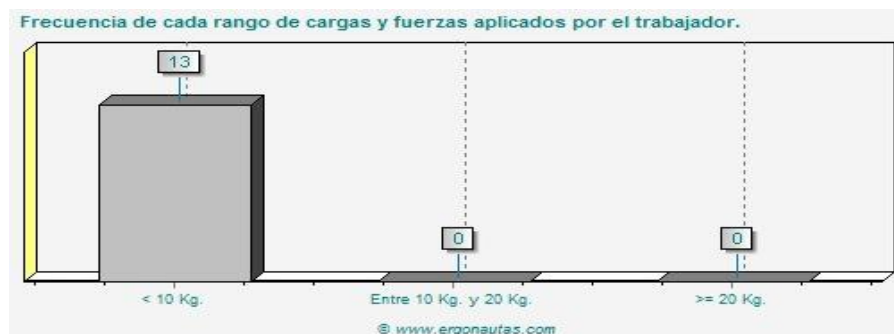 Frecuencia de cada rango de cargas y fuerzas aplicados por el trabajador.
13
0
0
< 10 Kg.
Entre 10 Kg. y 20 Kg.
>= 20 Kg.
© www.ergonautas.com